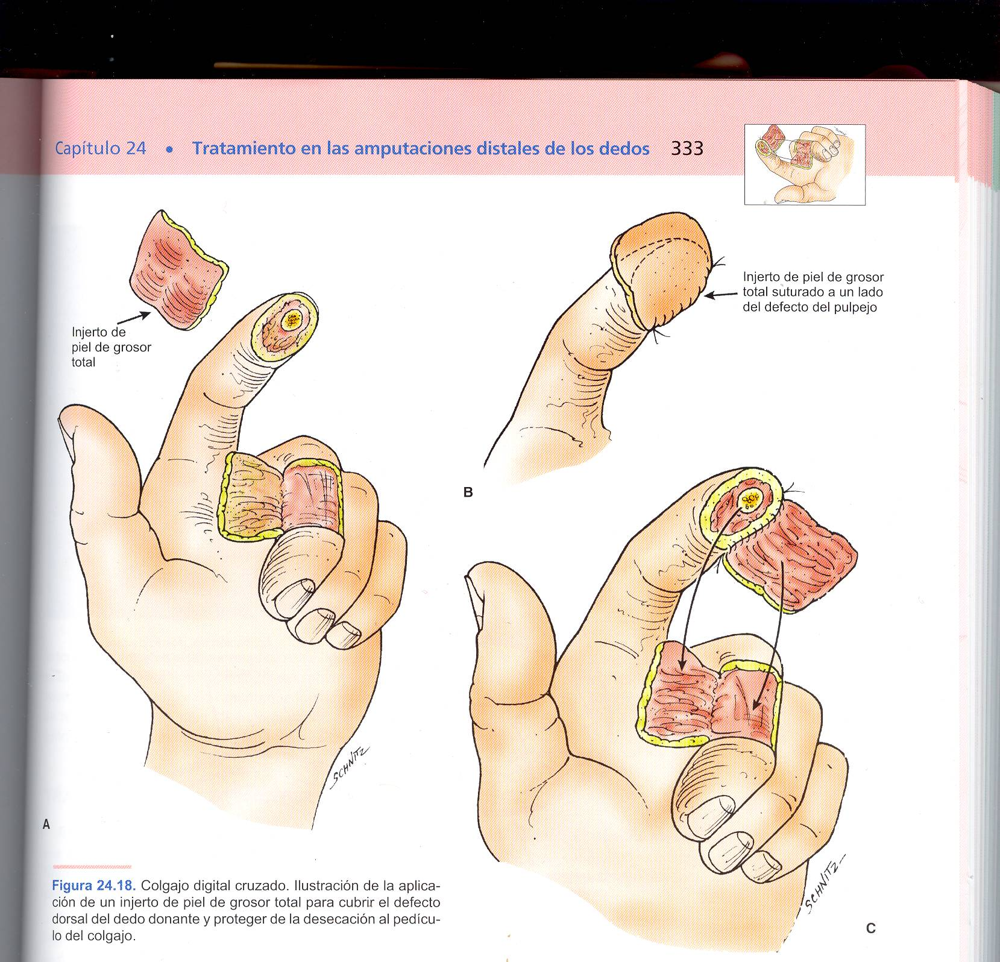 Capítulo 24 • Tratamiento en las amputaciones distales de los dedos 333
Injerto de
piel de grosor
total
Injerto de piel de grosor
total suturado a un lado
del defecto del pulpejo
B
SCHNITZ
A
SCHNITZ
C
Figura 24.18. Colgajo digital cruzado. Ilustración de la aplica-
ción de un injerto de piel de grosor total para cubrir el defecto
dorsal del dedo donante y proteger de la desecación al pedícu-
lo del colgajo.